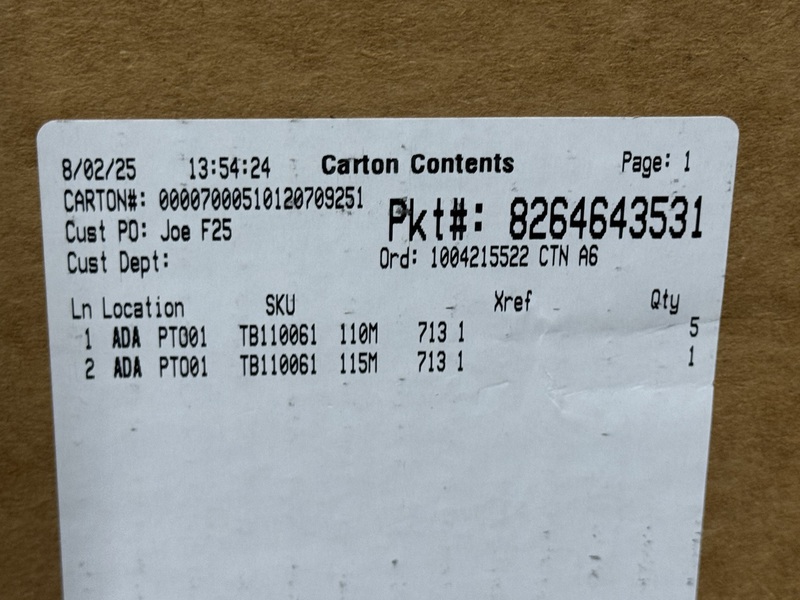 8/02/25 13:54:24 Carton Contents Page: 1
CARTON#: 00007000510120709251
Pkt#: 8264643531
Cust PO: Joe F25
Cust Dept: Ord: 1004215522 CTN A6
Ln Location SKU Xref Qty
1 ADA PTO01 TB110061 110M 713 1 5
2 ADA PTO01 TB110061 115M 713 1 1